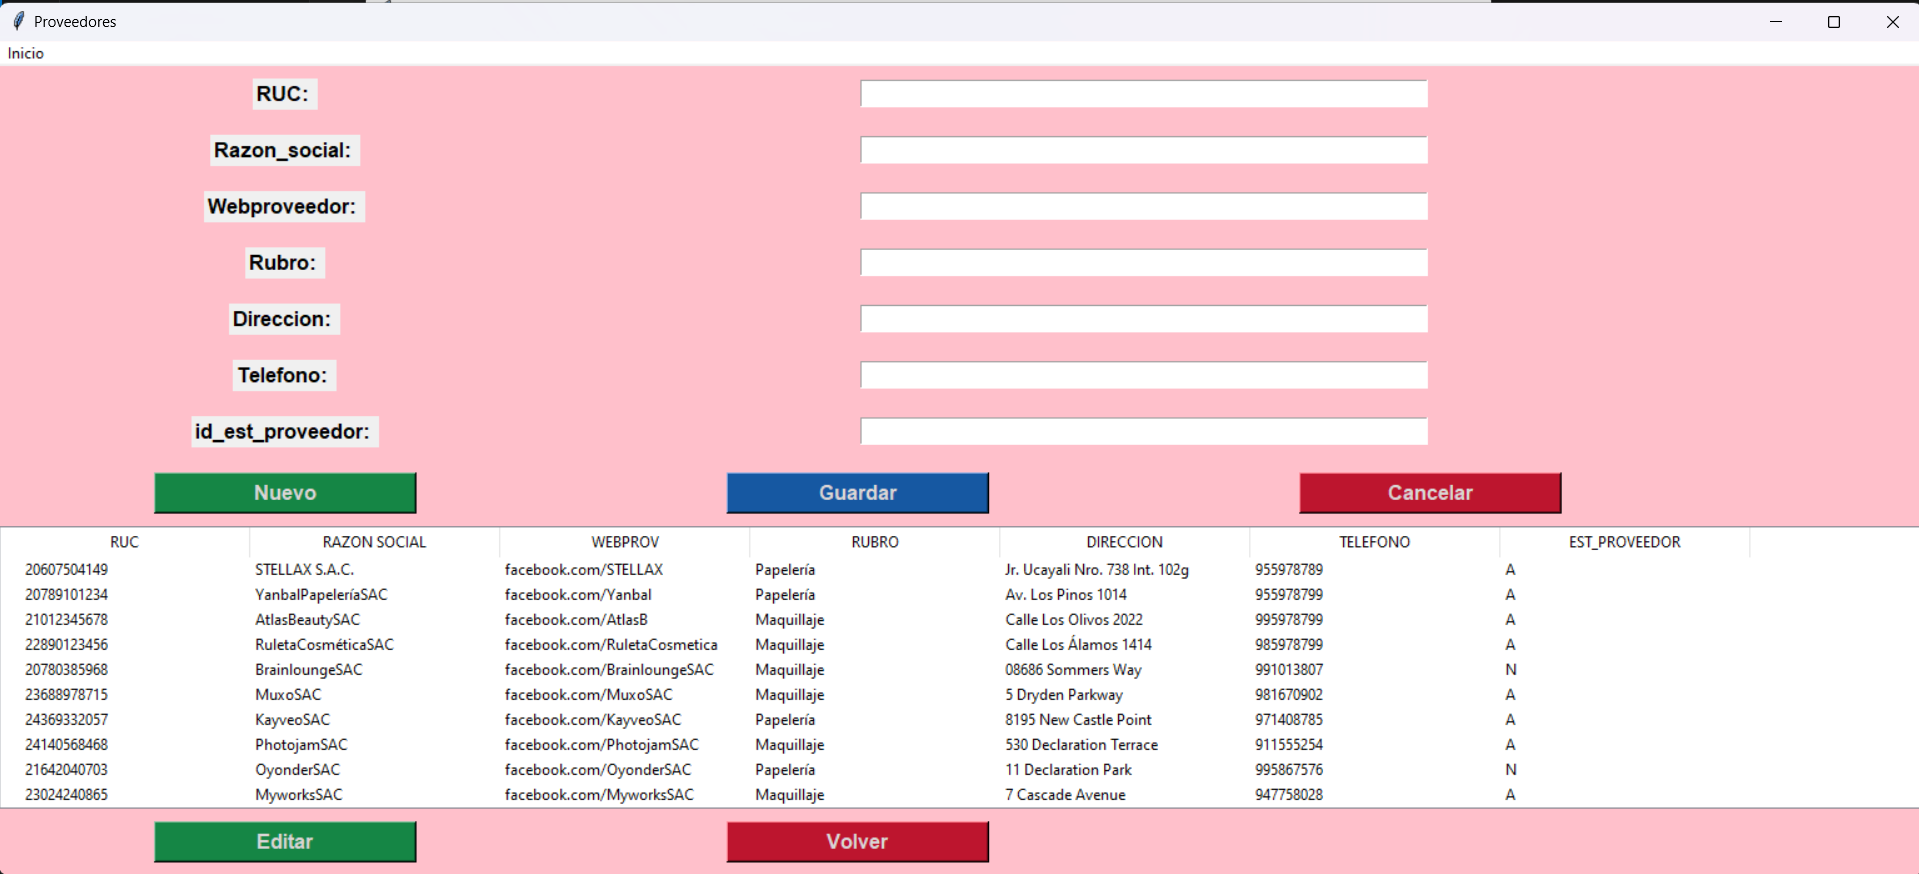 Proveedores
Inicio
RUC:
Razon_social:
Webproveedor:
Rubro:
Direccion:
Telefono:
id_est_proveedor:
Nuevo Guardar Cancelar
RUC RAZON SOCIAL WEBPROV RUBRO DIRECCION TELEFONO EST_PROVEEDOR
20607504149 STELLAX S.A.C. facebook.com/STELLAX Papelería Jr. Ucayali Nro. 738 Int. 102g 955978789 A
20789101234 YanbalPapeleríaSAC facebook.com/Yanbal Papelería Av. Los Pinos 1014 955978799 A
21012345678 AtlasBeautySAC facebook.com/AtlasB Maquillaje Calle Los Olivos 2022 995978799 A
22890123456 RuletaCosméticaSAC facebook.com/RuletaCosmetica Maquillaje Calle Los Álamos 1414 985978799 A
20780385968 BrainloungeSAC facebook.com/BrainloungeSAC Maquillaje 08686 Sommers Way 991013807 N
23688978715 MuxoSAC facebook.com/MuxoSAC Maquillaje 5 Dryden Parkway 981670902 A
24369332057 KayveoSAC facebook.com/KayveoSAC Papelería 8195 New Castle Point 971408785 A
24140568468 PhotojamSAC facebook.com/PhotojamSAC Maquillaje 530 Declaration Terrace 911555254 A
21642040703 OyonderSAC facebook.com/OyonderSAC Papelería 11 Declaration Park 995867576 N
23024240865 MyworksSAC facebook.com/MyworksSAC Maquillaje 7 Cascade Avenue 947758028 A
Editar Volver